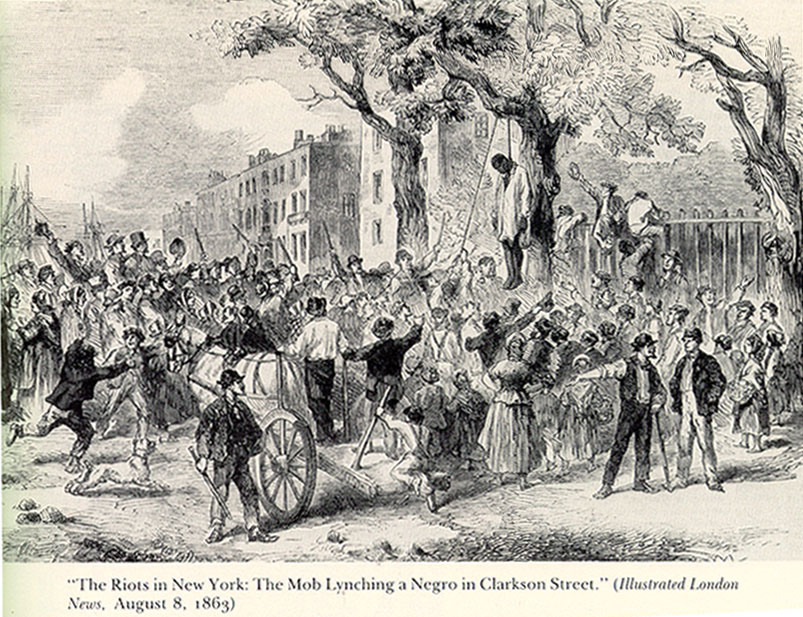 "The Riots in New York: The Mob Lynching a Negro in Clarkson Street." (Illustrated London
News, August 8, 1863)